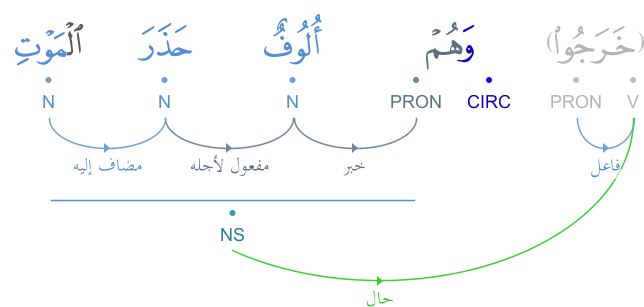 (خَرَجُوا۟) وَهُمْ أُلُوفٌ حَذَرَ ٱلْمَوْتِ
V PRON CIRC PRON N N N
فاعل خبر مفعول لأجله مضاف إليه
NS
حال